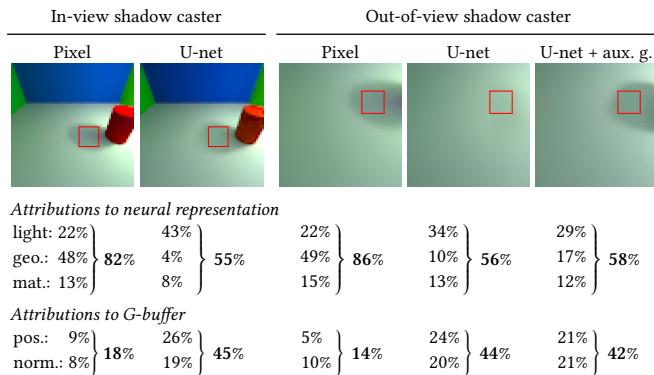 In-view shadow caster Out-of-view shadow caster
Pixel U-net Pixel U-net U-net + aux. g.
Attributions to neural representation
light: 22% 43% 22% 34% 29%
geo.: 48% 82% 4% 55% 49% 86% 10% 56% 17% 58%
mat.: 13% 8% 15% 13% 12%
Attributions to G-buffer
pos.: 9% 18% 26% 45% 5% 14% 24% 44% 21% 42%
norm.: 8% 19% 10% 20% 21%